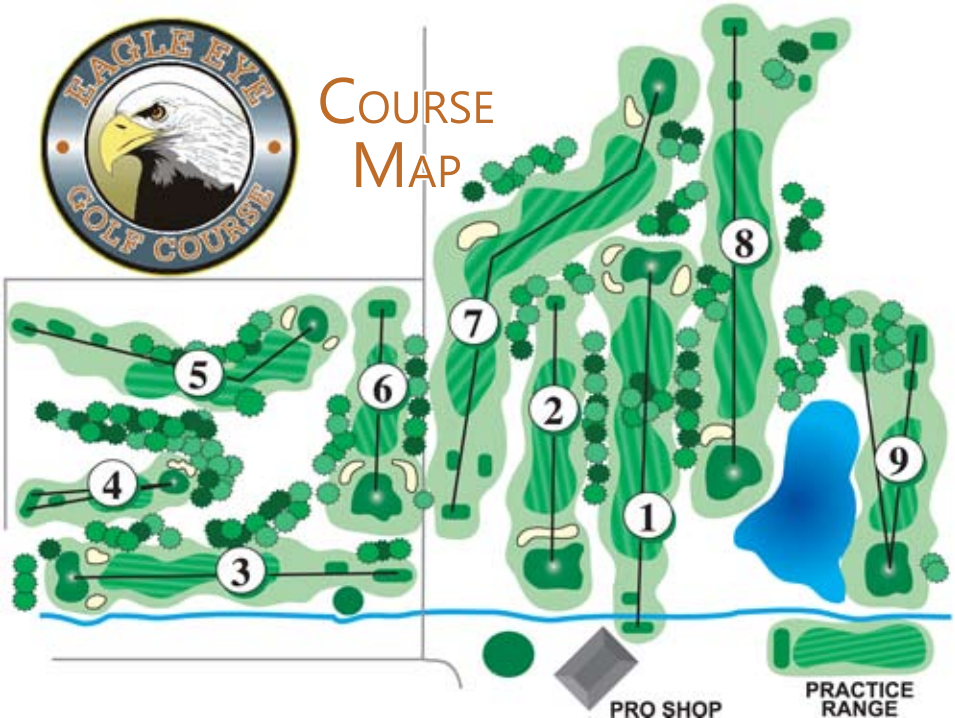 EAGLE EYE
GOLF COURSE
COURSE
MAP
8
7
5
6
2
9
4
1
3
PRO SHOP
PRACTICE
RANGE